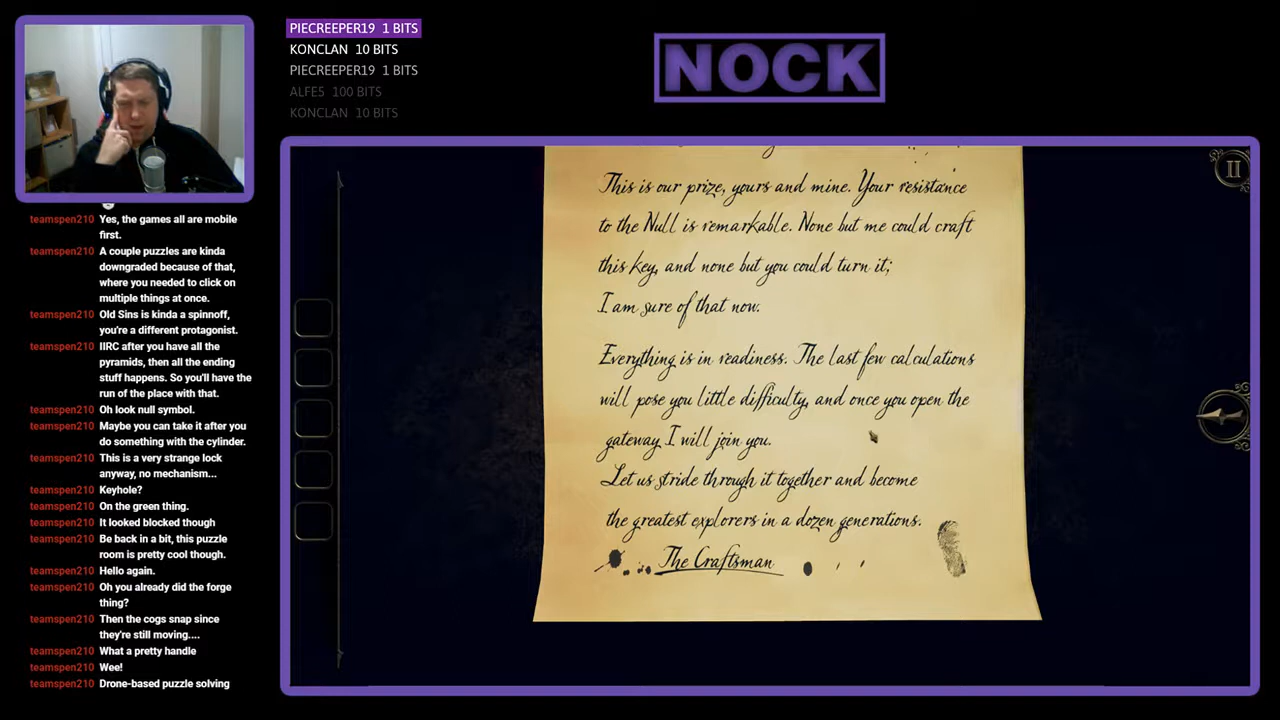 PIECREEPER19 1 BITS
KONCLAN 10 BITS
PIECREEPER19 1 BITS
ALFE5 100 BITS
KONCLAN 10 BITS
NOCK
teamspen210 Yes, the games all are mobile
first.
teamspen210 A couple puzzles are kinda
downgraded because of that,
where you needed to click on
multiple things at once.
teamspen210 Old Sins is kinda a spinnoff,
you're a different protagonist.
teamspen210 IIRC after you have all the
pyramids, then all the ending
stuff happens. So you'll have the
run of the place with that.
teamspen210 Oh look null symbol.
teamspen210 Maybe you can take it after you
do something with the cylinder.
teamspen210 This is a very strange lock
anyway, no mechanism...
teamspen210 Keyhole?
teamspen210 On the green thing.
teamspen210 It looked blocked though
teamspen210 Be back in a bit, this puzzle
room is pretty cool though.
teamspen210 Hello again.
teamspen210 Oh you already did the forge
thing?
teamspen210 Then the cogs snap since
they're still moving....
teamspen210 What a pretty handle
teamspen210 Wee!
teamspen210 Drone-based puzzle solving
This is our prize, yours and mine. Your resistance
to the Null is remarkable. None but me could craft
this key, and none but you could turn it;
I am sure of that now.
Everything is in readiness. The last few calculations
will pose you little difficulty, and once you open the
gateway I will join you.
Let us stride through it together and become
the greatest explorers in a dozen generations.
The Craftsman
II